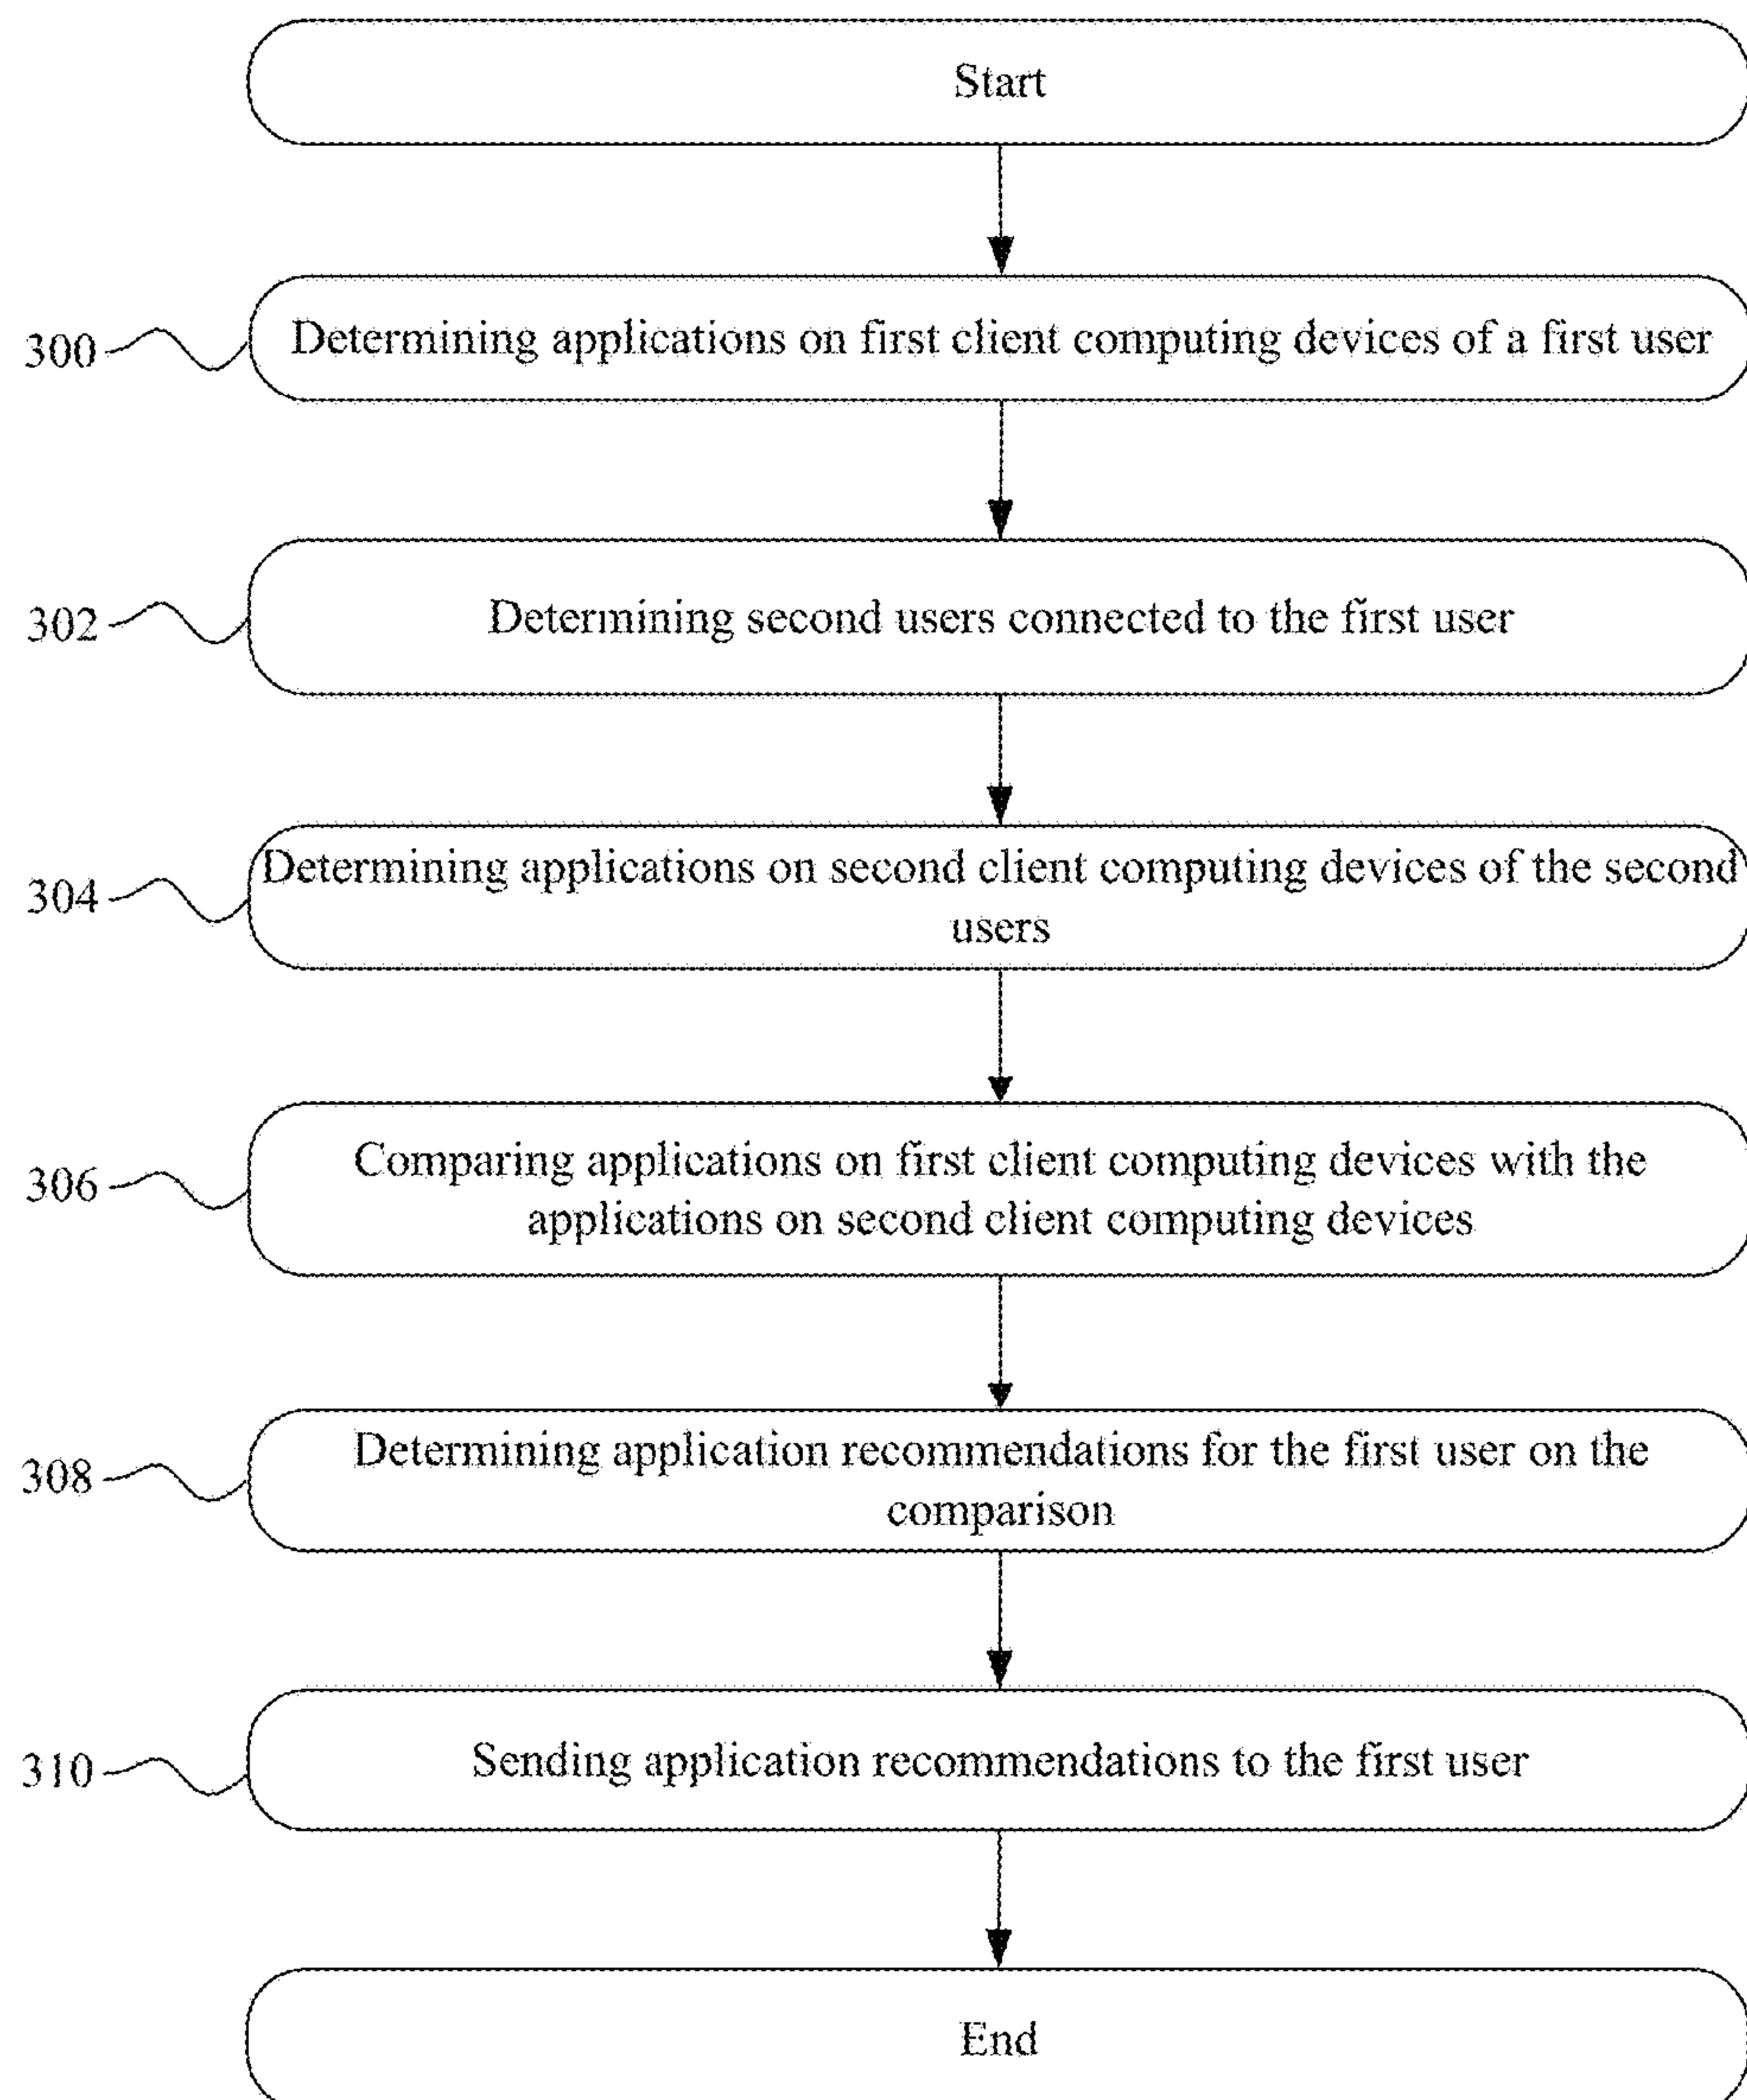 Start
300
Determining applications on first client computing devices of a first user
302
Determining second users connected to the first user
304
Determining applications on second client computing devices of the second
users
306
Comparing applications on first client computing devices with the
applications on second client computing devices
308
Determining application recommendations for the first user on the
comparison
310
Sending application recommendations to the first user
End